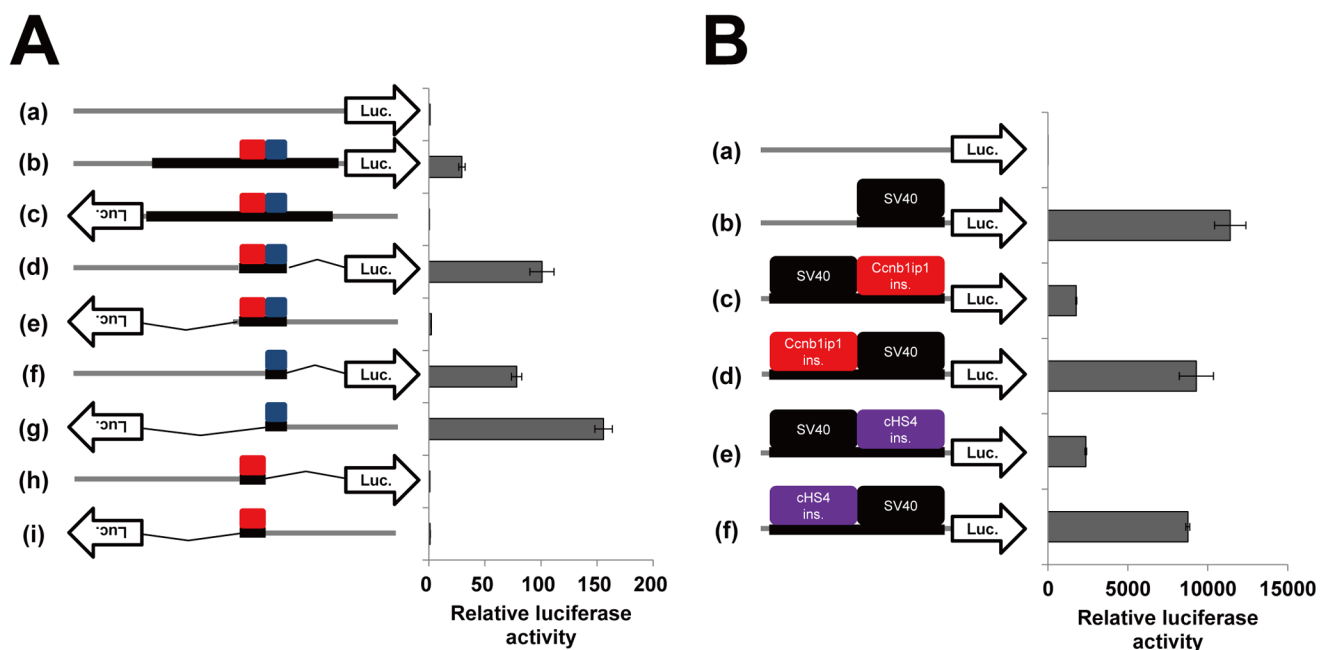 A
(a)
Luc.
(b)
Luc.
(c)
Luc.
(d)
Luc.
(e)
Luc.
(f)
Luc.
(g)
Luc.
(h)
Luc.
(i)
Luc.
0 50 100 150 200
Relative luciferase
activity
B
(a)
Luc.
(b)
SV40
Luc.
(c)
SV40
Ccnb1ip1
ins.
Luc.
(d)
Ccnb1ip1
ins.
SV40
Luc.
(e)
SV40
cHS4
ins.
Luc.
(f)
cHS4
ins.
SV40
Luc.
0 5000 10000 15000
Relative luciferase
activity